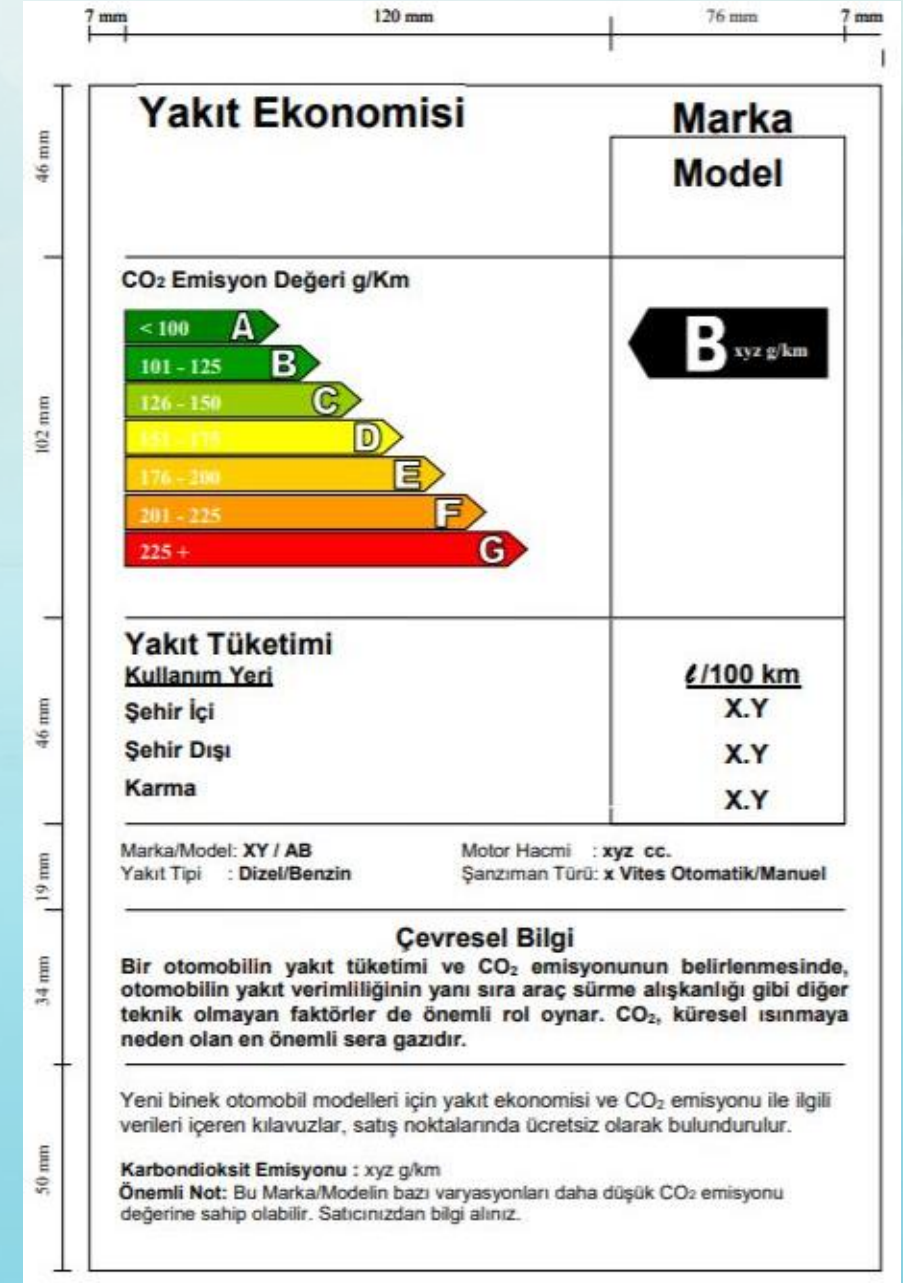 7 mm 120 mm 76 mm 7 mm
46 mm
Yakıt Ekonomisi
Marka
Model
102 mm
CO₂ Emisyon Değeri g/Km
< 100 A
101 - 125 B
126 - 150 C
151 - 175 D
176 - 200 E
201 - 225 F
225 + G
B xyz g/km
46 mm
Yakıt Tüketimi
Kullanım Yeri ℓ/100 km
Şehir İçi X.Y
Şehir Dışı X.Y
Karma X.Y
19 mm
Marka/Model: XY / AB Motor Hacmi : xyz cc.
Yakıt Tipi : Dizel/Benzin Şanzıman Türü: x Vites Otomatik/Manuel
34 mm
Çevresel Bilgi
Bir otomobilin yakıt tüketimi ve CO₂ emisyonunun belirlenmesinde,
otomobilin yakıt verimliliğinin yanı sıra araç sürme alışkanlığı gibi diğer
teknik olmayan faktörler de önemli rol oynar. CO₂, küresel ısınmaya
neden olan en önemli sera gazıdır.
50 mm
Yeni binek otomobil modelleri için yakıt ekonomisi ve CO₂ emisyonu ile ilgili
verileri içeren kılavuzlar, satış noktalarında ücretsiz olarak bulundurulur.
Karbondioksit Emisyonu : xyz g/km
Önemli Not: Bu Marka/Modelin bazı varyasyonları daha düşük CO₂ emisyonu
değerine sahip olabilir. Satıcınızdan bilgi alınız.